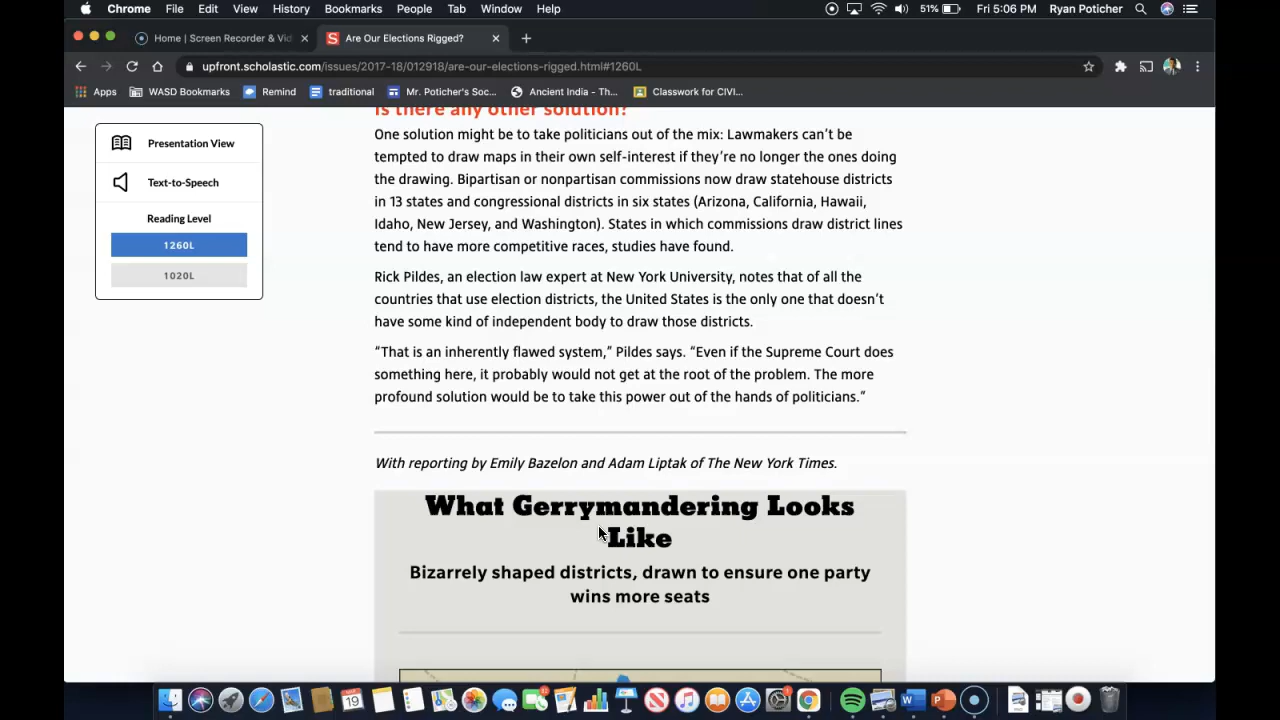 Chrome File Edit View History Bookmarks People Tab Window Help 51% Fri 5:06 PM Ryan Poticher
Home | Screen Recorder & Vid Are Our Elections Rigged?
upfront.scholastic.com/issues/2017-18/012918/are-our-elections-rigged.html#1260L
Apps WASD Bookmarks Remind traditional Mr. Poticher's Soc... Ancient India - Th... Classwork for CIVI...
Is there any other solution?
Presentation View
Text-to-Speech
Reading Level
1260L
1020L
One solution might be to take politicians out of the mix: Lawmakers can't be
tempted to draw maps in their own self-interest if they're no longer the ones doing
the drawing. Bipartisan or nonpartisan commissions now draw statehouse districts
in 13 states and congressional districts in six states (Arizona, California, Hawaii,
Idaho, New Jersey, and Washington). States in which commissions draw district lines
tend to have more competitive races, studies have found.
Rick Pildes, an election law expert at New York University, notes that of all the
countries that use election districts, the United States is the only one that doesn't
have some kind of independent body to draw those districts.
“That is an inherently flawed system,” Pildes says. “Even if the Supreme Court does
something here, it probably would not get at the root of the problem. The more
profound solution would be to take this power out of the hands of politicians.”
With reporting by Emily Bazelon and Adam Liptak of The New York Times.
What Gerrymandering Looks
Like
Bizarrely shaped districts, drawn to ensure one party
wins more seats
19